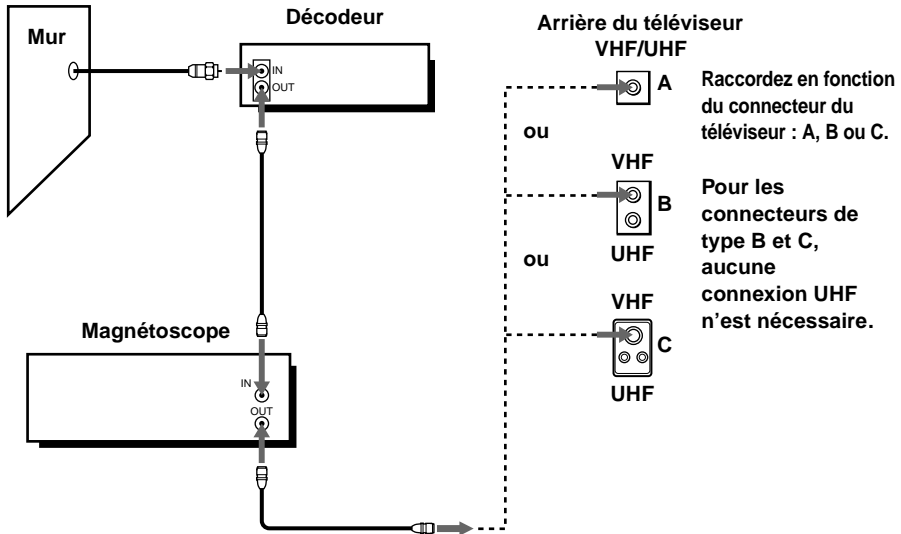 Mur
Décodeur
IN
OUT
Magnétoscope
IN
OUT
Arrière du téléviseur
VHF/UHF
A
Raccordez en fonction
du connecteur du
téléviseur : A, B ou C.
ou
VHF
B
UHF
Pour les
connecteurs de
type B et C,
aucune
connexion UHF
n’est nécessaire.
ou
VHF
C
UHF